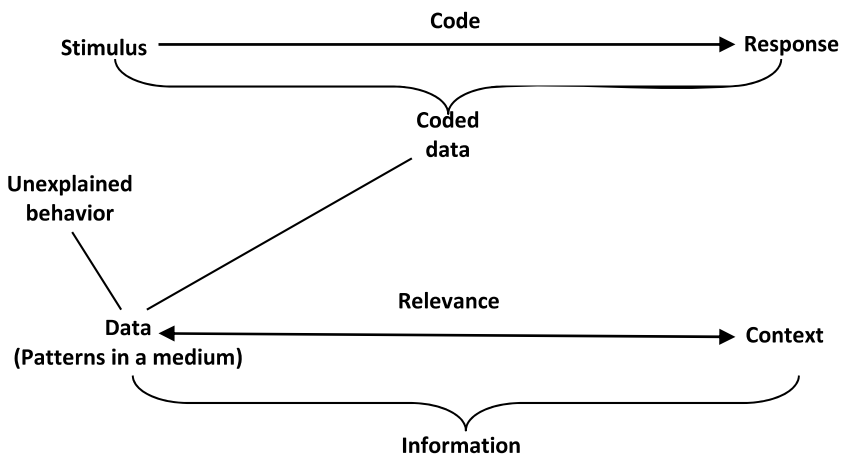 Code
Stimulus
Response
Coded
data
Unexplained
behavior
Relevance
Data
(Patterns in a medium)
Context
Information